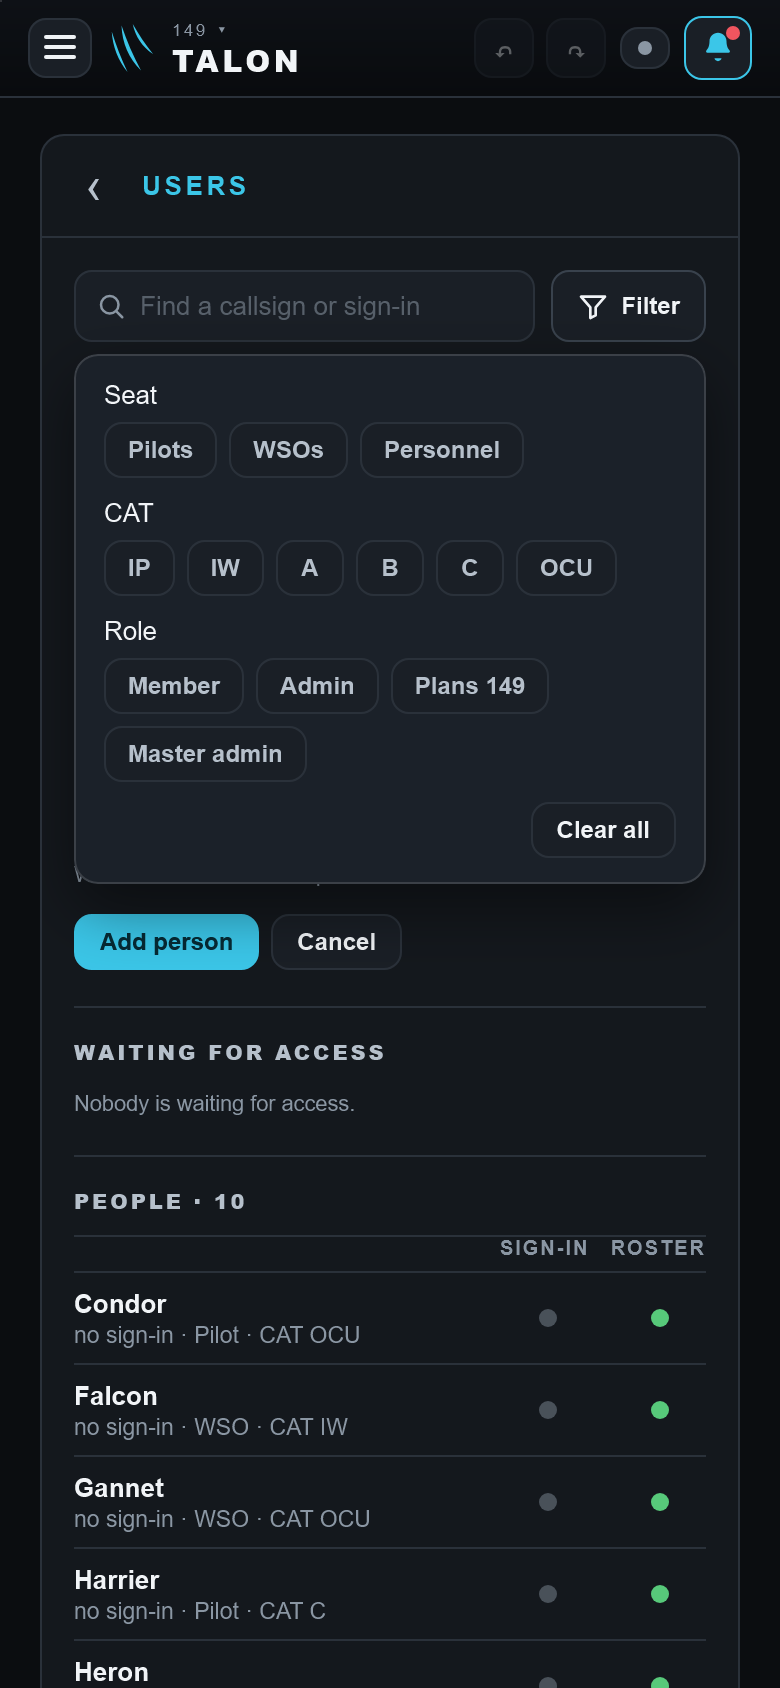 149 ▾
TALON
‹ USERS
Find a callsign or sign-in
Filter
Seat
Pilots WSOs Personnel
CAT
IP IW A B C OCU
Role
Member Admin Plans 149
Master admin
Clear all
Add person Cancel
WAITING FOR ACCESS
Nobody is waiting for access.
PEOPLE · 10
SIGN-IN ROSTER
Condor
no sign-in · Pilot · CAT OCU
Falcon
no sign-in · WSO · CAT IW
Gannet
no sign-in · WSO · CAT OCU
Harrier
no sign-in · Pilot · CAT C
Heron